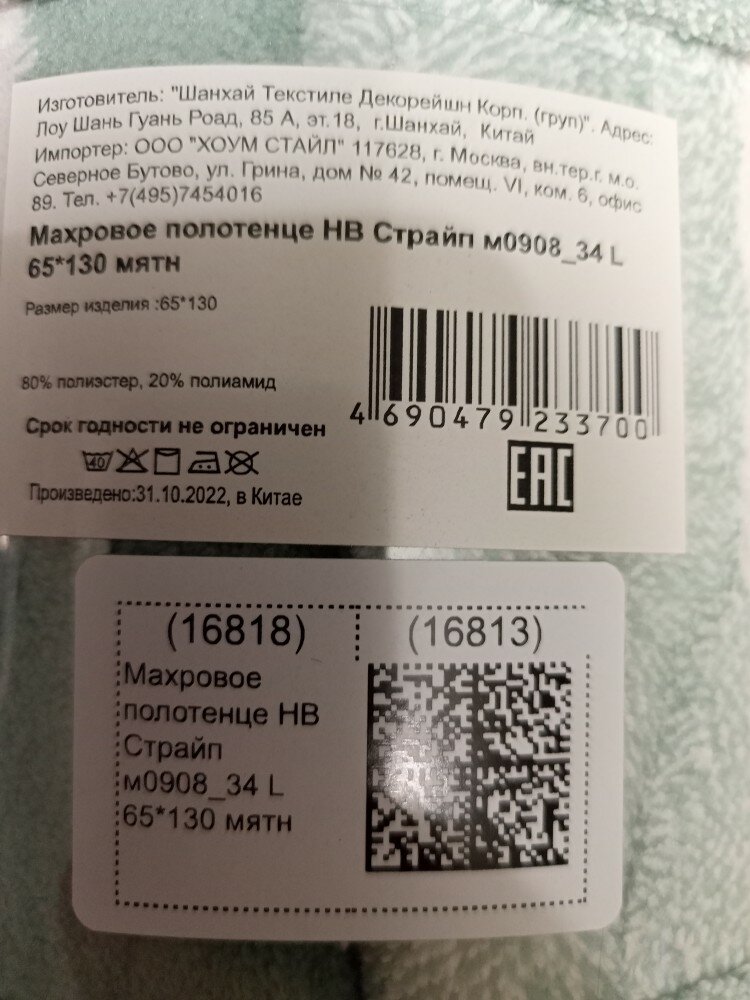 Изготовитель: "Шанхай Текстиле Декорейшн Корп. (груп)". Адрес:
Лоу Шань Гуань Роад, 85 А, эт.18, г.Шанхай, Китай
Импортер: ООО "ХОУМ СТАЙЛ" 117628, г. Москва, вн.тер.г. м.о.
Северное Бутово, ул. Грина, дом № 42, помещ. VI, ком. 6, офис
89. Тел. +7(495)7454016
Махровое полотенце НВ Страйп м0908_34 L
65*130 мятн
Размер изделия :65*130
80% полиэстер, 20% полиамид
4 690479 233700
Срок годности не ограничен
40
EAC
Произведено:31.10.2022, в Китае
(16818)
(16813)
Махровое
полотенце НВ
Страйп
м0908_34 L
65*130 мятн